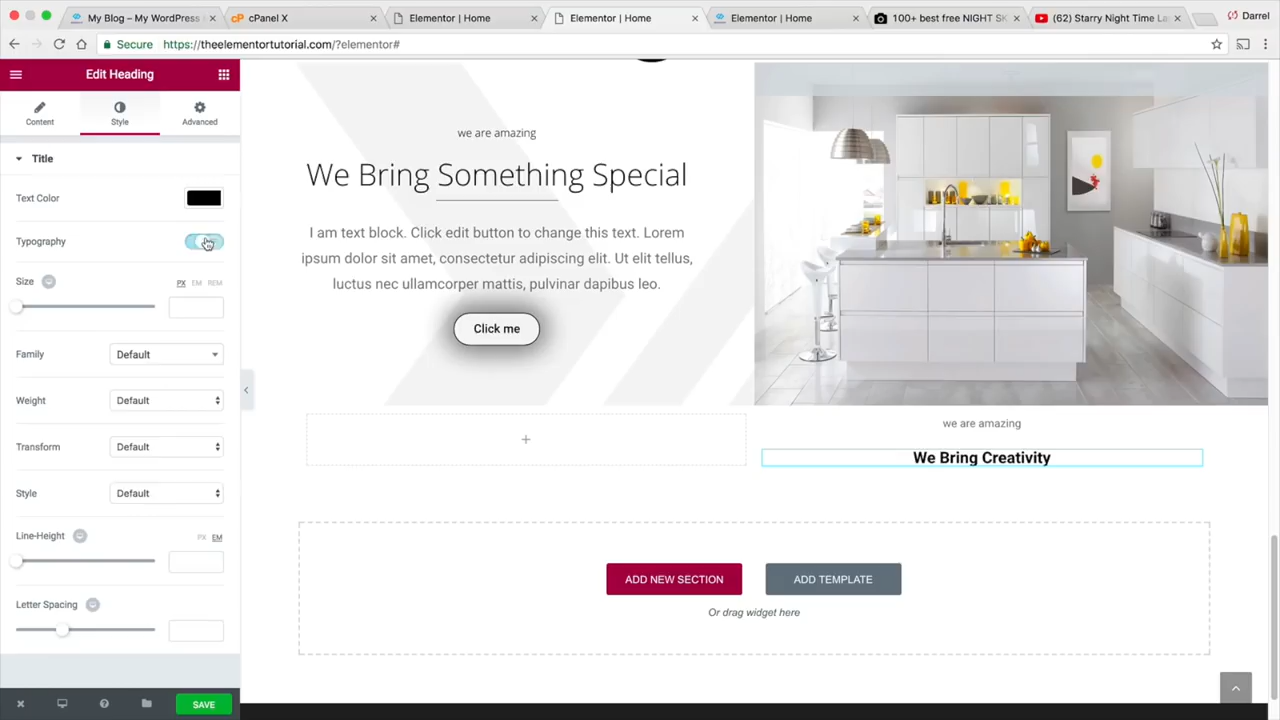 My Blog – My WordPress
cPanel X
Elementor | Home
Elementor | Home
Elementor | Home
100+ best free NIGHT SK
(62) Starry Night Time La
Darrel
Secure
https://theelementortutorial.com/?elementor#
Edit Heading
Content
Style
Advanced
Title
Text Color
Typography
Size
PX EM REM
Family
Default
Weight
Default
Transform
Default
Style
Default
Line-Height
PX EM
Letter Spacing
SAVE
we are amazing
We Bring Something Special
I am text block. Click edit button to change this text. Lorem
ipsum dolor sit amet, consectetur adipiscing elit. Ut elit tellus,
luctus nec ullamcorper mattis, pulvinar dapibus leo.
Click me
we are amazing
We Bring Creativity
ADD NEW SECTION
ADD TEMPLATE
Or drag widget here